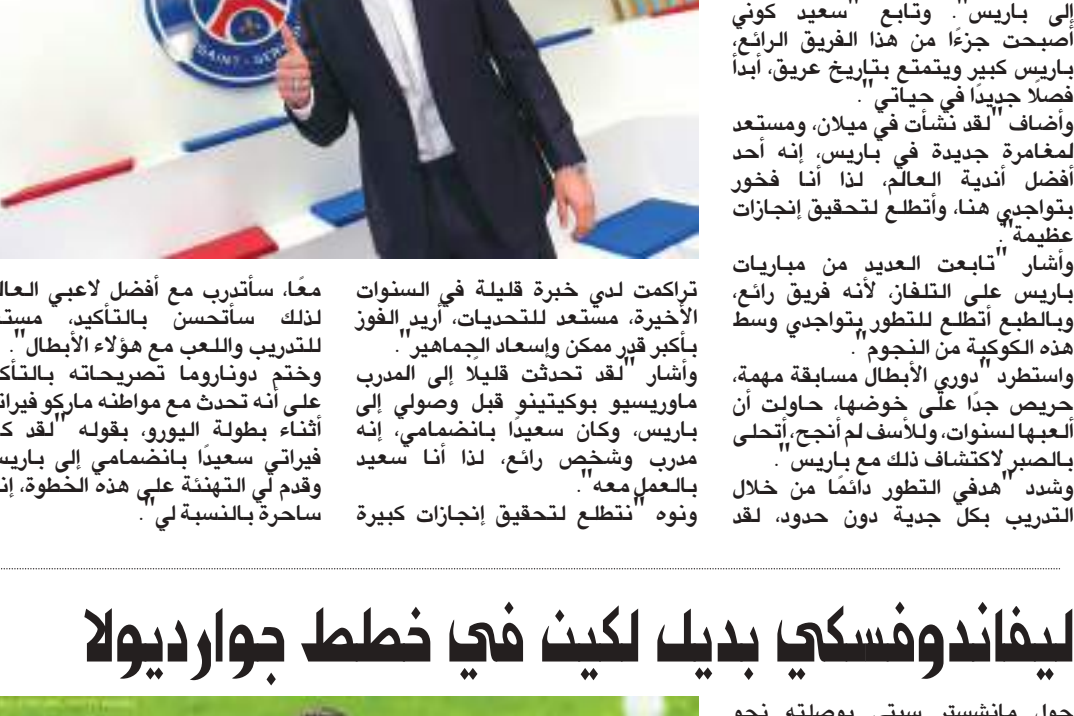 إلى باريس". وتابع "سعيد كوني
أصبحت جزءًا من هذا الفريق الرائع،
باريس كبير ويتمتع بتاريخ عريق، أبدأ
فصلًا جديدًا في حياتي".
وأضاف "لقد نشأت في ميلان، ومستعد
لمغامرة جديدة في باريس، إنه أحد
أفضل أندية العالم، لذا أنا فخور
بتواجدي هنا، وأتطلع لتحقيق إنجازات
عظيمة".
وأشار "تابعت العديد من مباريات
باريس على التلفاز، لأنه فريق رائع،
وبالطبع أتطلع للتطور بتواجدي وسط
هذه الكوكبة من النجوم".
واستطرد "دوري الأبطال مسابقة مهمة،
حريص جدًا على خوضها، حاولت أن
ألعبها لسنوات، وللأسف لم أنجح، أتحلى
بالصبر لاكتشاف ذلك مع باريس".
وشدد "هدفي التطور دائمًا من خلال
التدريب بكل جدية دون حدود، لقد
تراكمت لدي خبرة قليلة في السنوات
الأخيرة، مستعد للتحديات، أريد الفوز
بأكبر قدر ممكن وإسعاد الجماهير".
وأشار "لقد تحدثت قليلًا إلى المدرب
ماوريسيو بوكيتينو قبل وصولي إلى
باريس، وكان سعيدًا بانضمامي، إنه
مدرب وشخص رائع، لذا أنا سعيد
بالعمل معه".
ونوه "نتطلع لتحقيق إنجازات كبيرة
معًا، سأتدرب مع أفضل لاعبي
لذلك سأتحسن بالتأكيد،
للتدريب واللعب مع هؤلاء الأبطال".
وختم دوناروما تصريحاته
على أنه تحدث مع مواطنه ماركو
أثناء بطولة اليورو، بقوله "لقد
فيراتي سعيدًا بانضمامي إلى
وقدم لي التهنئة على هذه الخطوة،
ساحرة بالنسبة لي".
SAINT-GERMAIN
ليفاندوفسكي بديل لكين في خطط جوارديولا
حول مانشستر سيتي بوصلته نحو